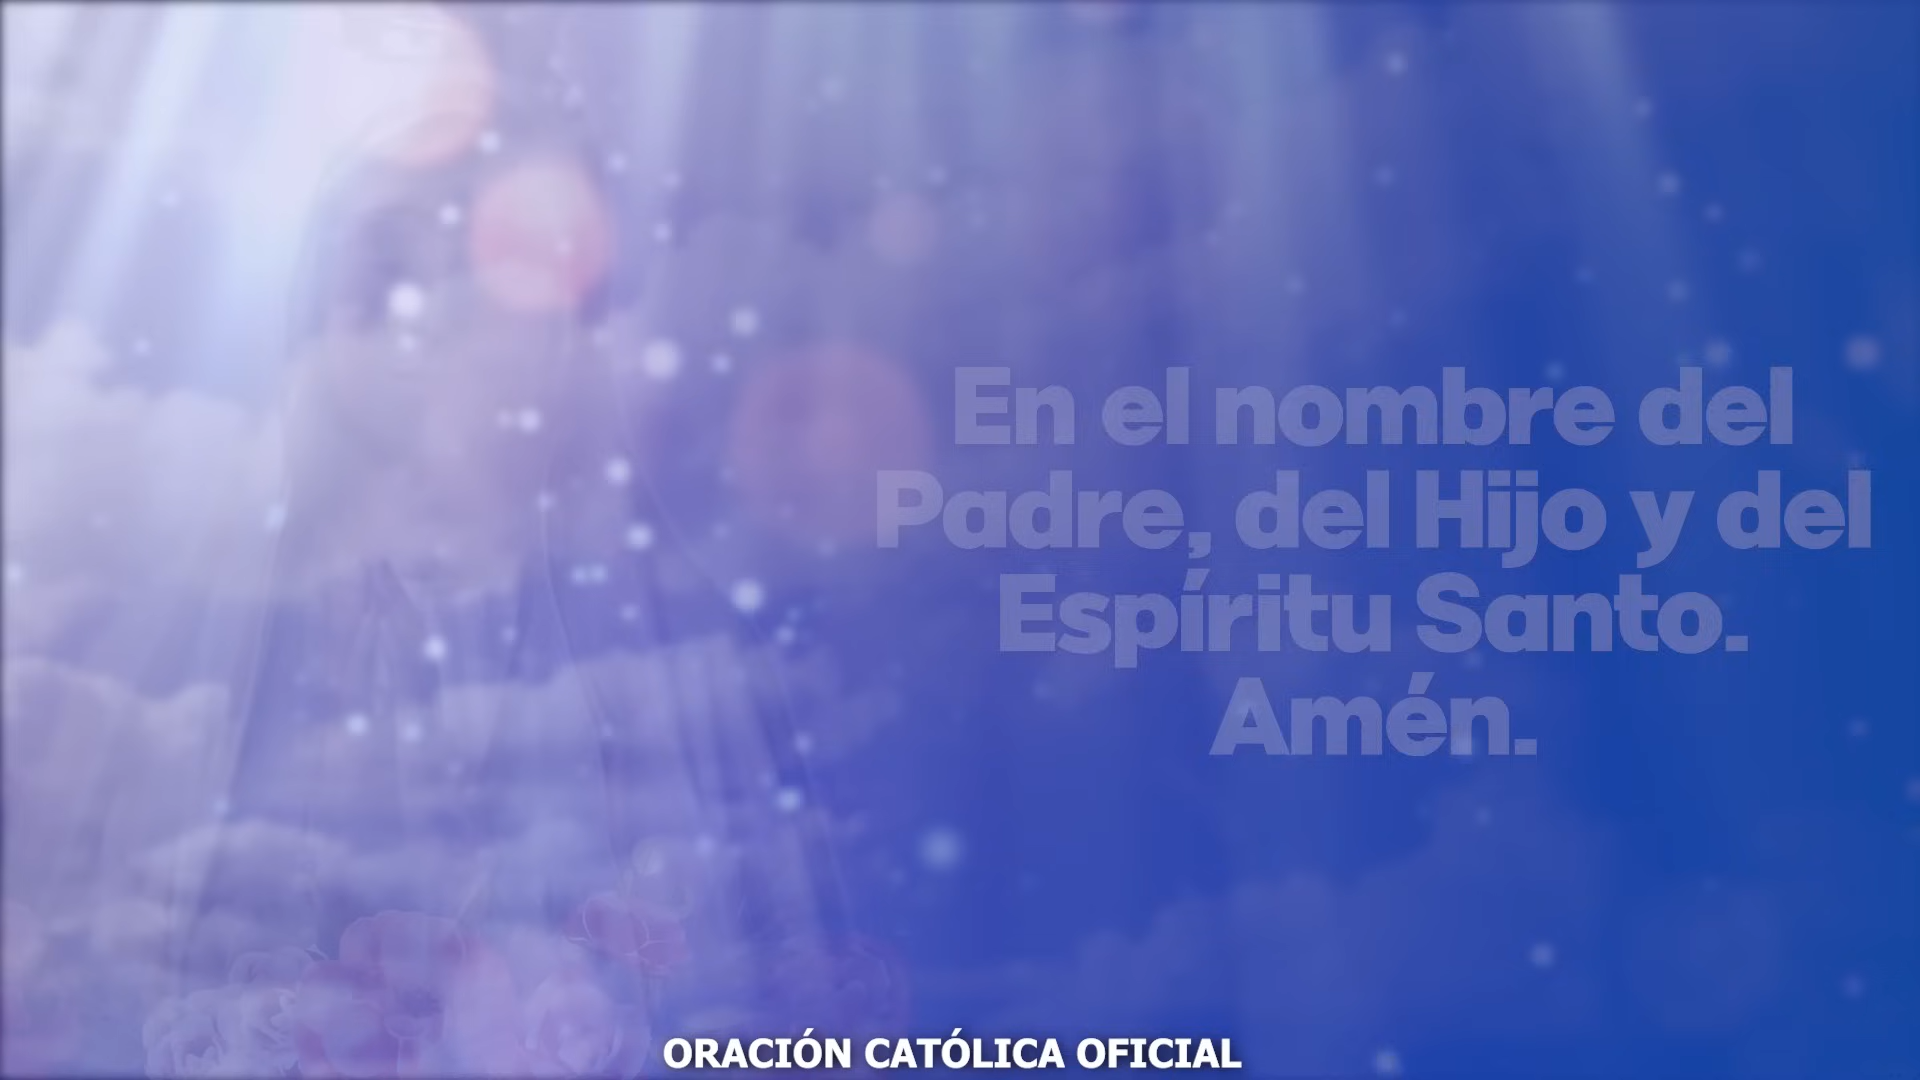 En el nombre del
Padre, del Hijo y del
Espíritu Santo.
Amén.
ORACIÓN CATÓLICA OFICIAL